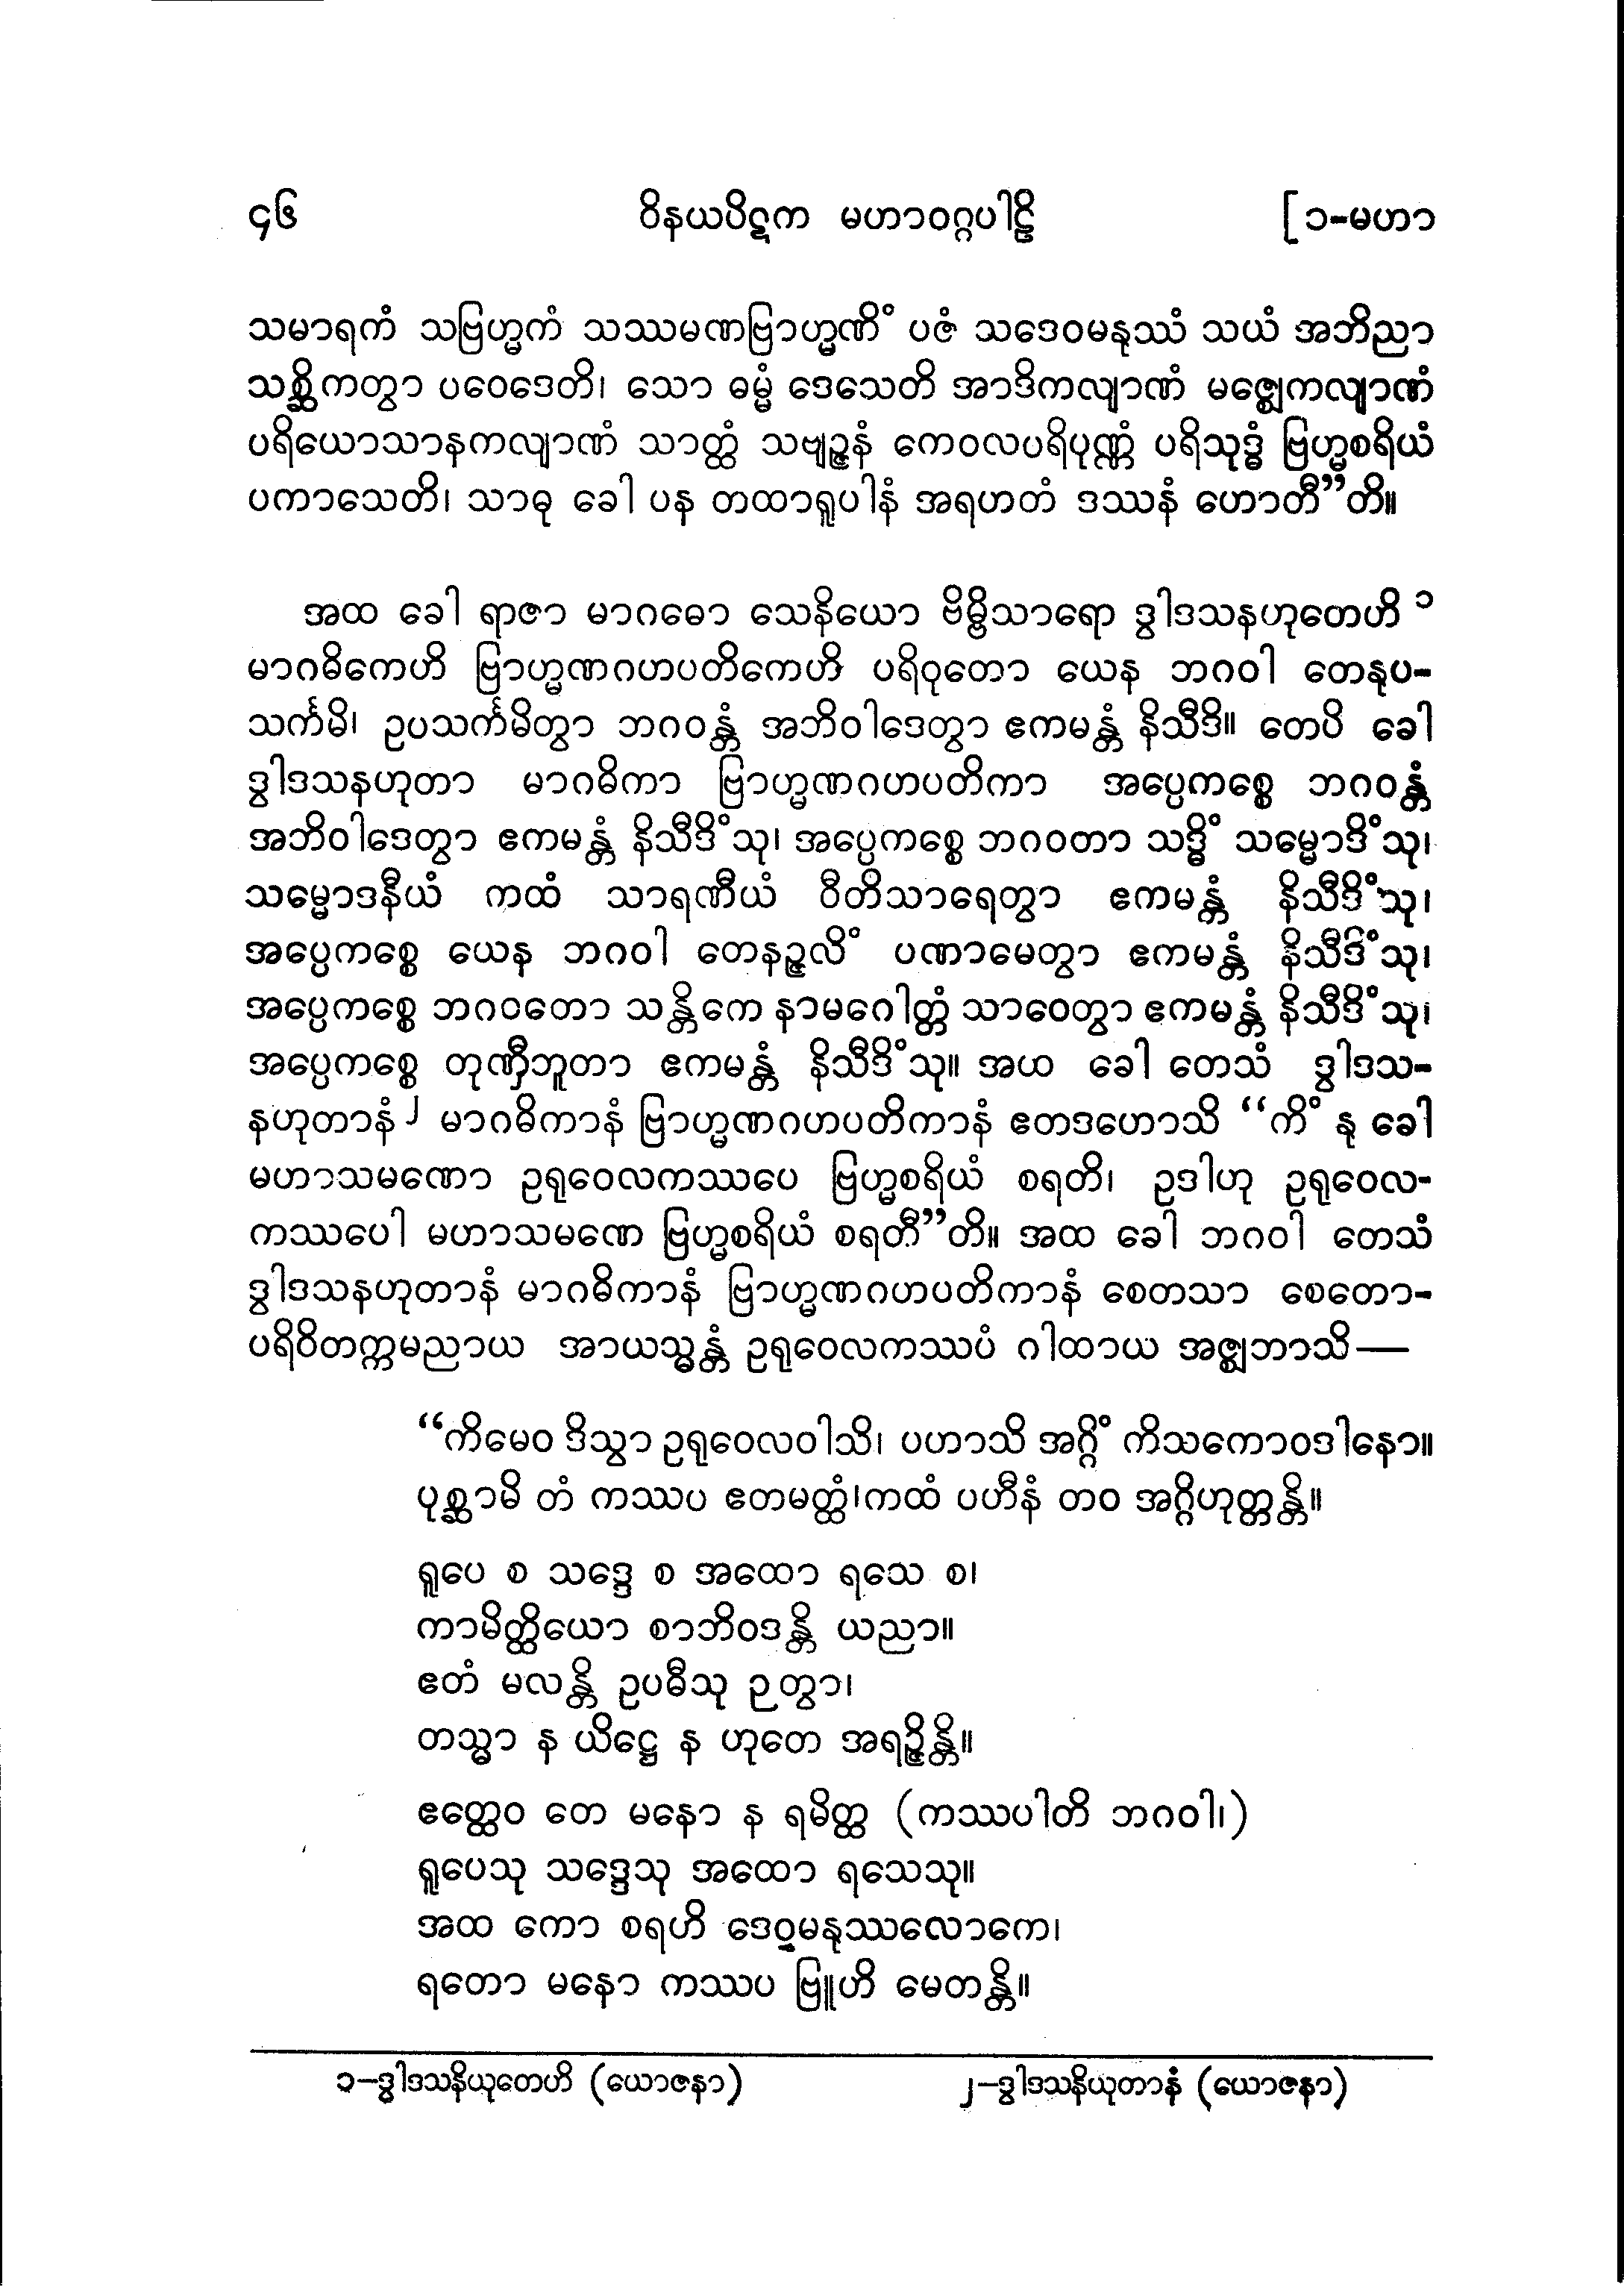 ၄၆ ဝိနယပိဋက မဟာဝဂ္ဂပါဠိ [၁-မဟာ
သမာရကံ သဗြဟ္မကံ သဿမဏဗြာဟ္မဏိံ ပဇံ သဒေဝမနုဿံ သယံ အဘိညာ
သစ္ဆိကတွာ ပဝေဒေတိ၊ သော ဓမ္မံ ဒေသေတိ အာဒိကလျာဏံ မဇ္ဈေကလျာဏံ
ပရိယောသာနကလျာဏံ သာတ္ထံ သဗျဉ္ဇနံ ကေဝလပရိပုဏ္ဏံ ပရိသုဒ္ဓံ ဗြဟ္မစရိယံ
ပကာသေတိ၊ သာဓု ခေါ ပန တထာရူပါနံ အရဟတံ ဒဿနံ ဟောတီ”တိ။
အထ ခေါ ရာဇာ မာဂဓော သေနိယော ဗိမ္ဗိသာရော ဒွါဒသနဟုတေဟိ ၁
မာဂဓိကေဟိ ဗြာဟ္မဏဂဟပတိကေဟိ ပရိဝုတော ယေန ဘဂဝါ တေနုပ-
သင်္ကမိ၊ ဥပသင်္ကမိတွာ ဘဂဝန္တံ အဘိဝါဒေတွာ ဧကမန္တံ နိသီဒိ။ တေပိ ခေါ
ဒွါဒသနဟုတာ မာဂဓိကာ ဗြာဟ္မဏဂဟပတိကာ အပ္ပေကစ္စေ ဘဂဝန္တံ
အဘိဝါဒေတွာ ဧကမန္တံ နိသီဒိံသု၊ အပ္ပေကစ္စေ ဘဂဝတာ သဒ္ဓိံ သမ္မောဒိံသု၊
သမ္မောဒနီယံ ကထံ သာရဏီယံ ဝီတိသာရေတွာ ဧကမန္တံ နိသီဒိံသု၊
အပ္ပေကစ္စေ ယေန ဘဂဝါ တေနဉ္ဇလိံ ပဏာမေတွာ ဧကမန္တံ နိသီဒိံသု၊
အပ္ပေကစ္စေ ဘဂဝတော သန္တိကေ နာမဂေါတ္တံ သာဝေတွာ ဧကမန္တံ နိသီဒိံသု၊
အပ္ပေကစ္စေ တုဏှီဘူတာ ဧကမန္တံ နိသီဒိံသု။ အထ ခေါ တေသံ ဒွါဒသ-
နဟုတာနံ ၂ မာဂဓိကာနံ ဗြာဟ္မဏဂဟပတိကာနံ ဧတဒဟောသိ “ကိံ နု ခေါ
မဟာသမဏော ဥရုဝေလကဿပေ ဗြဟ္မစရိယံ စရတိ၊ ဥဒါဟု ဥရုဝေလ-
ကဿပေါ မဟာသမဏေ ဗြဟ္မစရိယံ စရတီ”တိ။ အထ ခေါ ဘဂဝါ တေသံ
ဒွါဒသနဟုတာနံ မာဂဓိကာနံ ဗြာဟ္မဏဂဟပတိကာနံ စေတသာ စေတော-
ပရိဝိတက္ကမညာယ အာယသ္မန္တံ ဥရုဝေလကဿပံ ဂါထာယ အဇ္ဈဘာသိ—
“ကိမေဝ ဒိသွာ ဥရုဝေလဝါသိ၊ ပဟာသိ အဂ္ဂိံ ကိသကောဝဒါနော။
ပုစ္ဆာမိ တံ ကဿပ ဧတမတ္ထံ၊ကထံ ပဟီနံ တဝ အဂ္ဂိဟုတ္တန္တိ။
ရူပေ စ သဒ္ဒေ စ အထော ရသေ စ၊
ကာမိတ္ထိယော စာဘိဝဒန္တိ ယညာ။
ဧတံ မလန္တိ ဥပဓီသု ဉတွာ၊
တသ္မာ န ယိဋ္ဌေ န ဟုတေ အရဉ္ဇိန္တိ။
ဧတ္ထေဝ တေ မနော န ရမိတ္ထ (ကဿပါတိ ဘဂဝါ၊)
ရူပေသု သဒ္ဒေသု အထော ရသေသု။
အထ ကော စရဟိ ဒေဝမနုဿလောကေ၊
ရတော မနော ကဿပ ဗြူဟိ မေတန္တိ။
၁-ဒွါဒသနိယုတေဟိ (ယောဇနာ) ၂-ဒွါဒသနိယုတာနံ (ယောဇနာ)